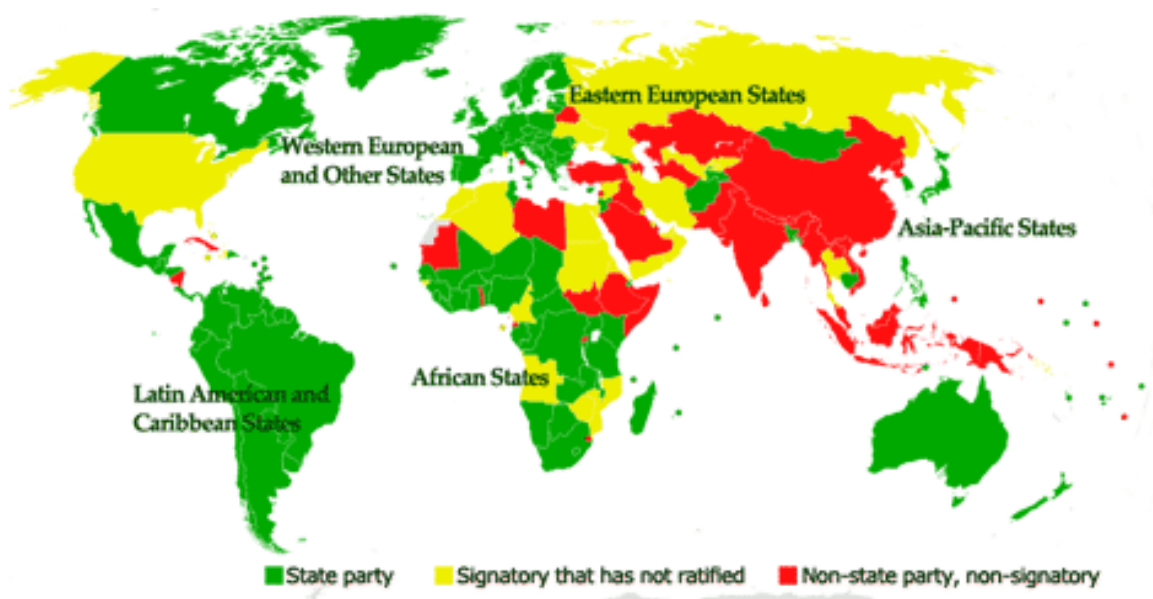 Eastern European States
Western European
and Other States
Asia-Pacific States
African States
Latin American and
Caribbean States
State party
Signatory that has not ratified
Non-state party, non-signatory